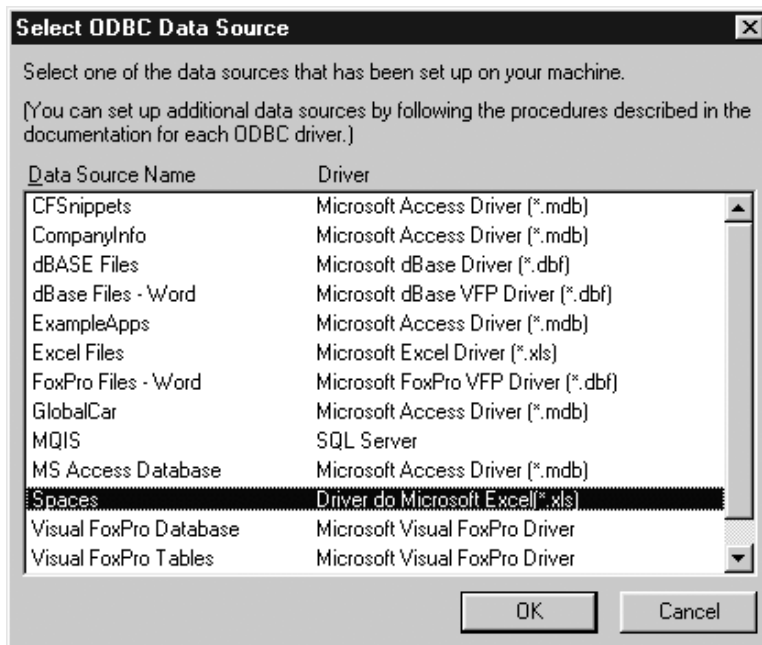 Select ODBC Data Source
Select one of the data sources that has been set up on your machine.
(You can set up additional data sources by following the procedures described in the
documentation for each ODBC driver.)
Data Source Name Driver
CFSnippets Microsoft Access Driver (*.mdb)
CompanyInfo Microsoft Access Driver (*.mdb)
dBASE Files Microsoft dBase Driver (*.dbf)
dBase Files - Word Microsoft dBase VFP Driver (*.dbf)
ExampleApps Microsoft Access Driver (*.mdb)
Excel Files Microsoft Excel Driver (*.xls)
FoxPro Files - Word Microsoft FoxPro VFP Driver (*.dbf)
GlobalCar Microsoft Access Driver (*.mdb)
MQIS SQL Server
MS Access Database Microsoft Access Driver (*.mdb)
Spaces Driver do Microsoft Excel(*.xls)
Visual FoxPro Database Microsoft Visual FoxPro Driver
Visual FoxPro Tables Microsoft Visual FoxPro Driver
OK Cancel